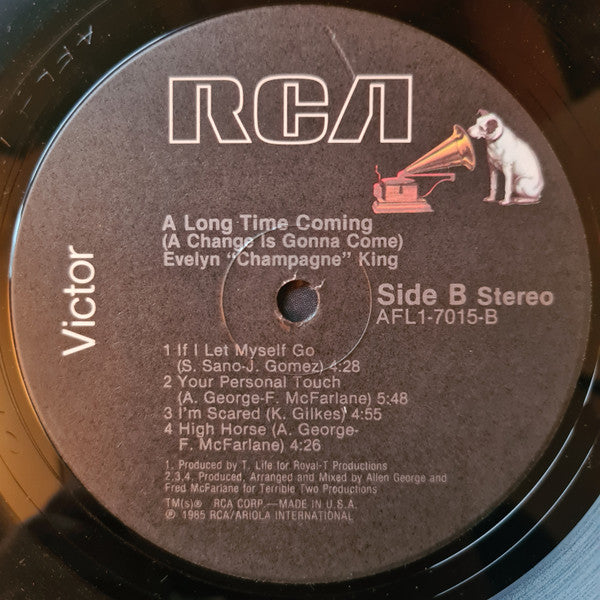 RCA
Victor
A Long Time Coming
(A Change Is Gonna Come)
Evelyn "Champagne" King
Side B Stereo
AFL1-7015-B
1 If I Let Myself Go
(S. Sano-J. Gomez) 4:28
2 Your Personal Touch
(A. George-F. McFarlane) 5:48
3 I'm Scared (K. Gilkes) 4:55
4 High Horse (A. George-
F. McFarlane) 4:26
1. Produced by T. Life for Royal-T Productions
2.3.4. Produced, Arranged and Mixed by Allen George and
Fred McFarlane for Terrible Two Productions
TM(s)® RCA CORP.—MADE IN U.S.A.
℗ 1985 RCA/ARIOLA INTERNATIONAL